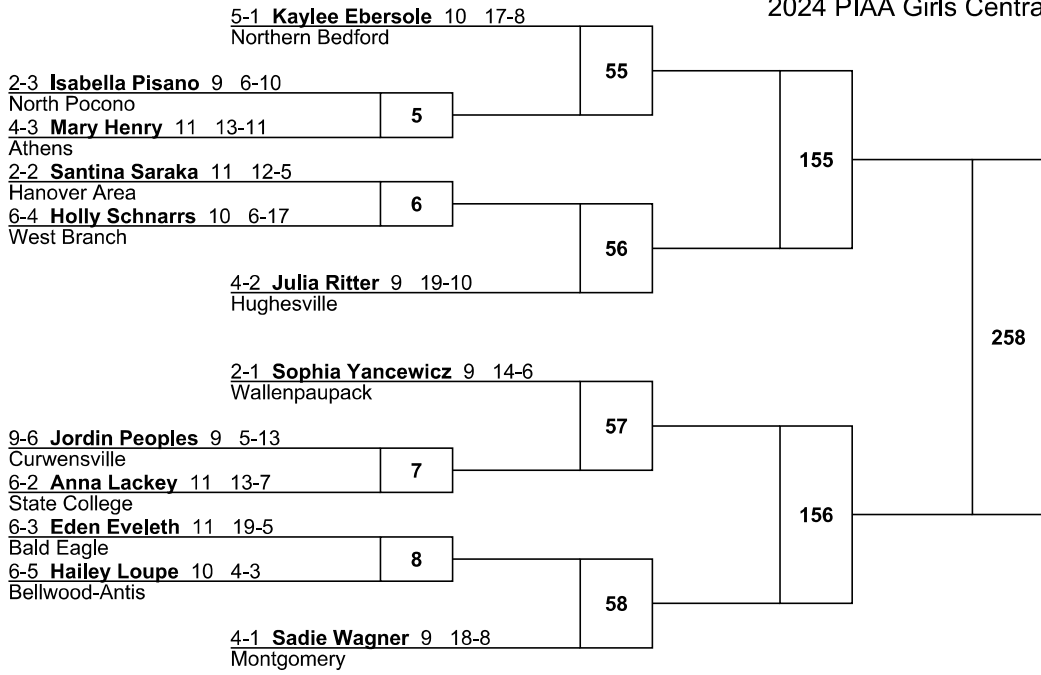 2024 PIAA Girls Centra
5-1 Kaylee Ebersole 10 17-8
Northern Bedford
55
2-3 Isabella Pisano 9 6-10
North Pocono
5
4-3 Mary Henry 11 13-11
Athens
155
2-2 Santina Saraka 11 12-5
Hanover Area
6
6-4 Holly Schnarrs 10 6-17
West Branch
56
4-2 Julia Ritter 9 19-10
Hughesville
258
2-1 Sophia Yancewicz 9 14-6
Wallenpaupack
57
9-6 Jordin Peoples 9 5-13
Curwensville
7
6-2 Anna Lackey 11 13-7
State College
156
6-3 Eden Eveleth 11 19-5
Bald Eagle
8
6-5 Hailey Loupe 10 4-3
Bellwood-Antis
58
4-1 Sadie Wagner 9 18-8
Montgomery